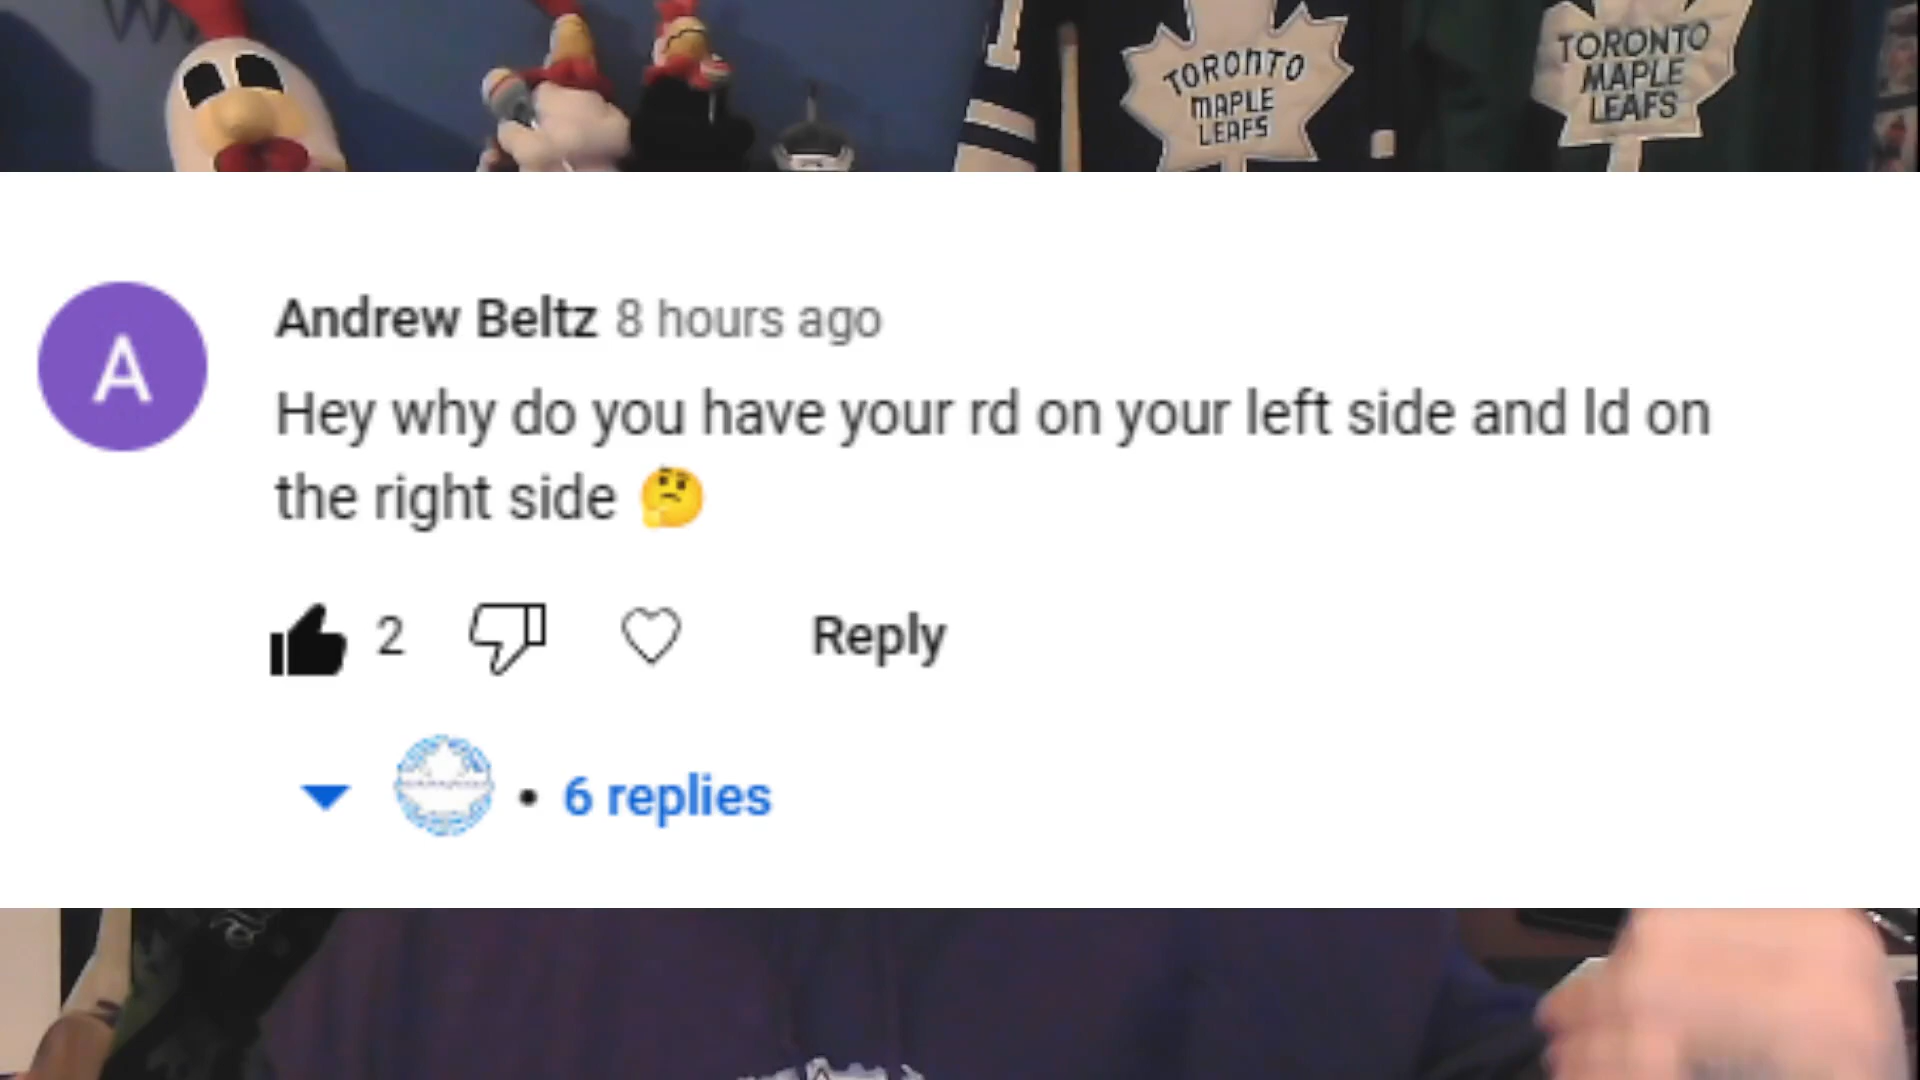 TORONTO
MAPLE
LEAFS
TORONTO
MAPLE
LEAFS
A
Andrew Beltz 8 hours ago
Hey why do you have your rd on your left side and ld on
the right side 🤔
2
Reply
• 6 replies